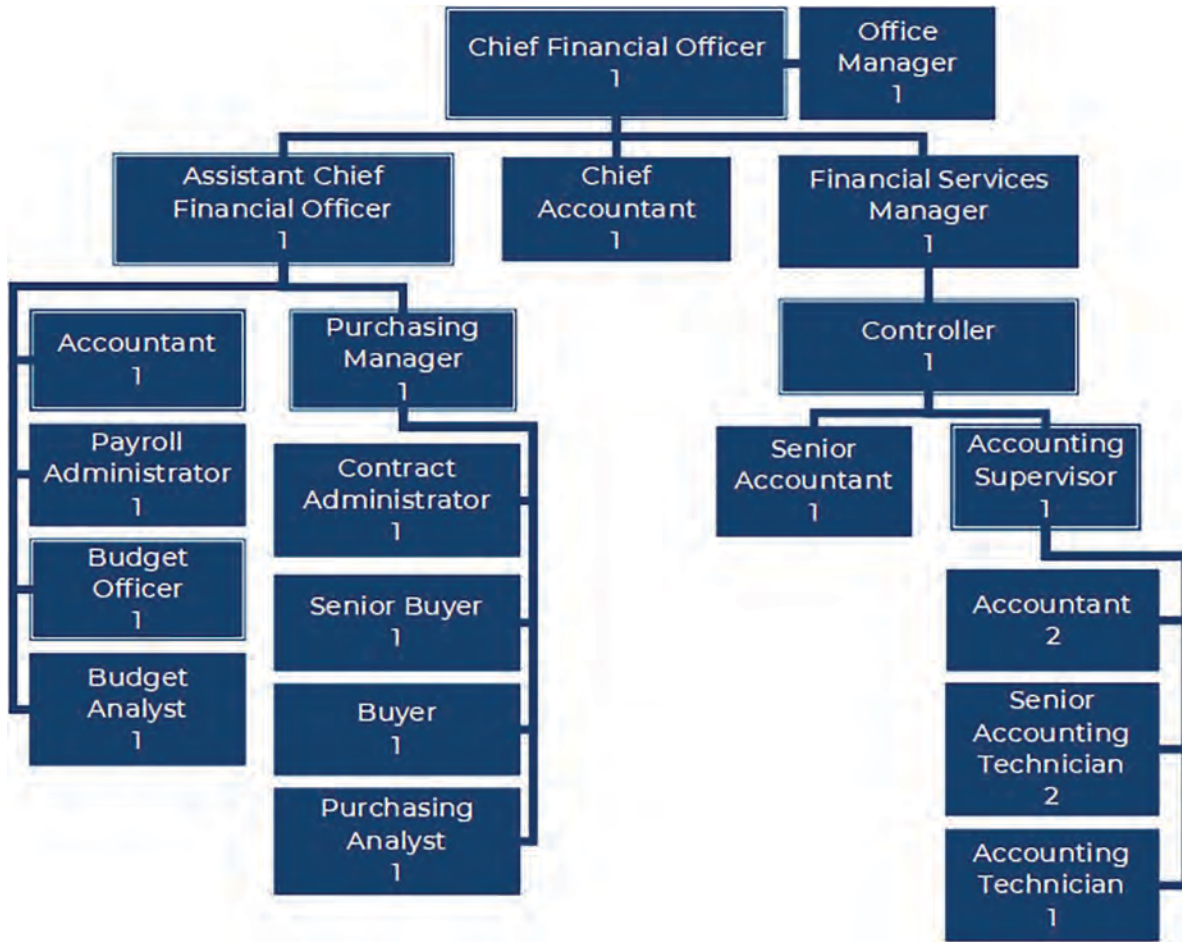 Chief Financial Officer
1
Office
Manager
1
Assistant Chief
Financial Officer
1
Chief
Accountant
1
Financial Services
Manager
1
Accountant
1
Payroll
Administrator
1
Budget
Officer
1
Budget
Analyst
1
Purchasing
Manager
1
Contract
Administrator
1
Senior Buyer
1
Buyer
1
Purchasing
Analyst
1
Controller
1
Senior
Accountant
1
Accounting
Supervisor
1
Accountant
2
Senior
Accounting
Technician
2
Accounting
Technician
1